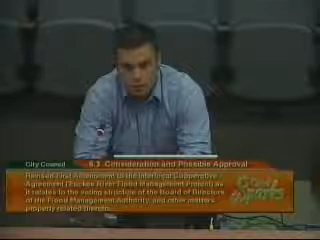 City Council
6.3 Consideration and Possible Approval
Revised First Amendment to the Interlocal Cooperative
Agreement (Truckee River Flood Management Project) as
it relates to the voting structure of the Board of Directors
of the Flood Management Authority, and other matters
properly related thereto.
City
Sparks